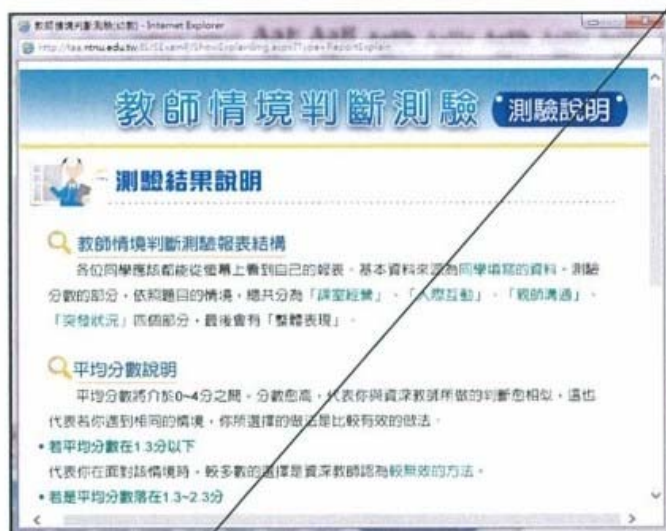 教師情境判斷測驗(幼教) - Internet Explorer
教師情境判斷測驗 測驗說明
測驗結果說明
教師情境判斷測驗報表結構
各位同學應該都能從螢幕上看到自己的報表。基本資料來源為同學填寫的資料。測驗
分數的部分,依照題目的情境,總共分為「課室經營」、「人際互動」、「親師溝通」、
「突發狀況」四個部分,最後會有「整體表現」。
平均分數說明
平均分數將介於0~4分之間。分數愈高,代表你與資深教師所做的判斷愈相似,這也
代表若你遇到相同的情境,你所選擇的做法是比較有效的做法。
• 若平均分數在1.3分以下
代表你在面對該情境時,較多數的選擇是資深教師認為較無效的方法。
• 若是平均分數落在1.3~2.3分